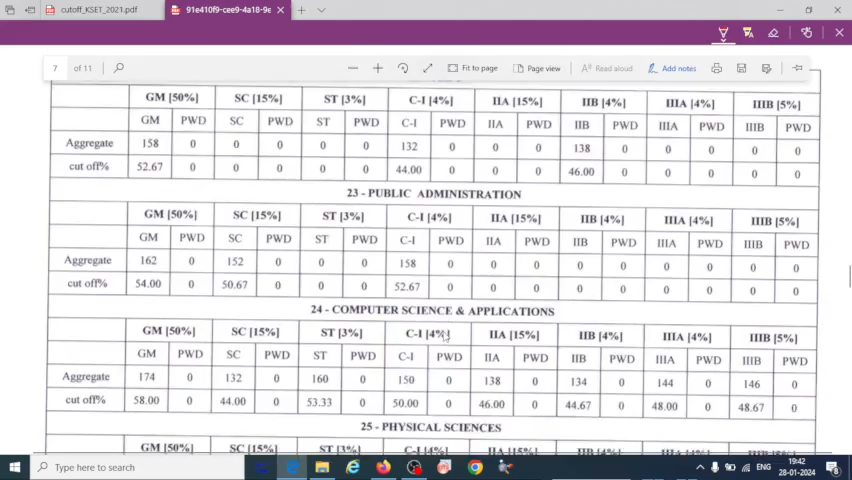 cutoff_KSET_2021.pdf
91e410f9-cee9-4a18-9e
7 of 11
Fit to page
Page view
Read aloud
Add notes
GM [50%] SC [15%] ST [3%] C-I [4%] IIA [15%] IIB [4%] IIIA [4%] IIIB [5%]
GM PWD SC PWD ST PWD C-I PWD IIA PWD IIB PWD IIIA PWD IIIB PWD
Aggregate 158 0 0 0 0 0 132 0 0 0 138 0 0 0 0 0
cut off% 52.67 0 0 0 0 0 44.00 0 0 0 46.00 0 0 0 0 0
23 - PUBLIC ADMINISTRATION
GM [50%] SC [15%] ST [3%] C-I [4%] IIA [15%] IIB [4%] IIIA [4%] IIIB [5%]
GM PWD SC PWD ST PWD C-I PWD IIA PWD IIB PWD IIIA PWD IIIB PWD
Aggregate 162 0 152 0 0 0 158 0 0 0 0 0 0 0 0 0
cut off% 54.00 0 50.67 0 0 0 52.67 0 0 0 0 0 0 0 0 0
24 - COMPUTER SCIENCE & APPLICATIONS
GM [50%] SC [15%] ST [3%] C-I [4%] IIA [15%] IIB [4%] IIIA [4%] IIIB [5%]
GM PWD SC PWD ST PWD C-I PWD IIA PWD IIB PWD IIIA PWD IIIB PWD
Aggregate 174 0 132 0 160 0 150 0 138 0 134 0 144 0 146 0
cut off% 58.00 0 44.00 0 53.33 0 50.00 0 46.00 0 44.67 0 48.00 0 48.67 0
25 - PHYSICAL SCIENCES
GM [50%] SC [15%] ST [3%] C-I [4%] IIA [15%] IIB [4%] IIIA [4%]
Type here to search
ENG
19:42
28-01-2024